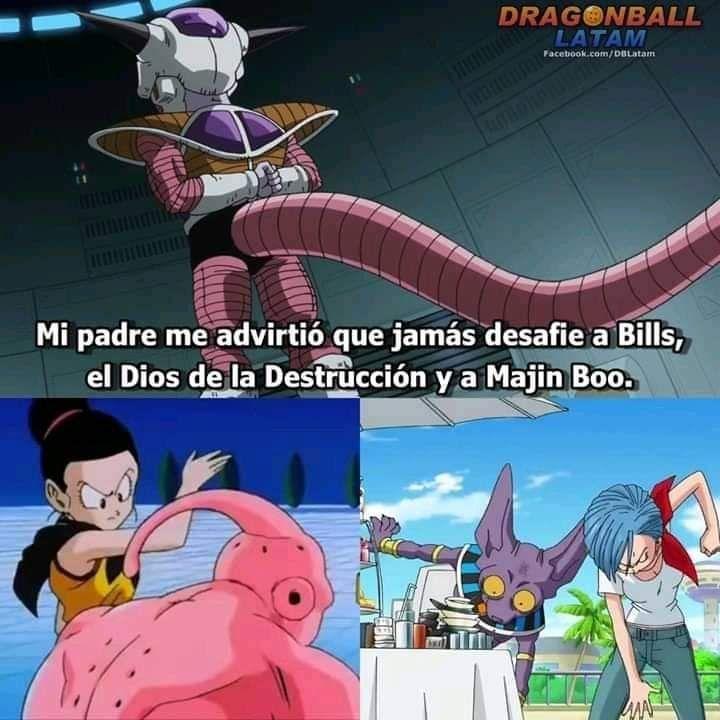 DRAGONBALL
LATAM
Facebook.com/DBLatam
Mi padre me advirtió que jamás desafie a Bills,
el Dios de la Destrucción y a Majin Boo.